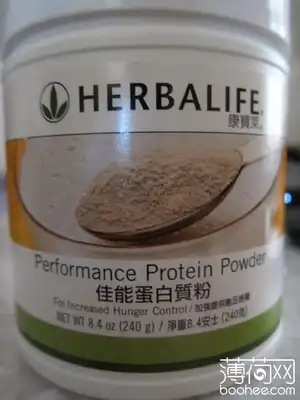 HERBALIFE
康寶萊
Performance Protein Powder
佳能蛋白質粉
For Increased Hunger Control /
NET WT 8.4 oz (240 g) / 淨重8.4安士 (240克)
薄荷网
boohee.com